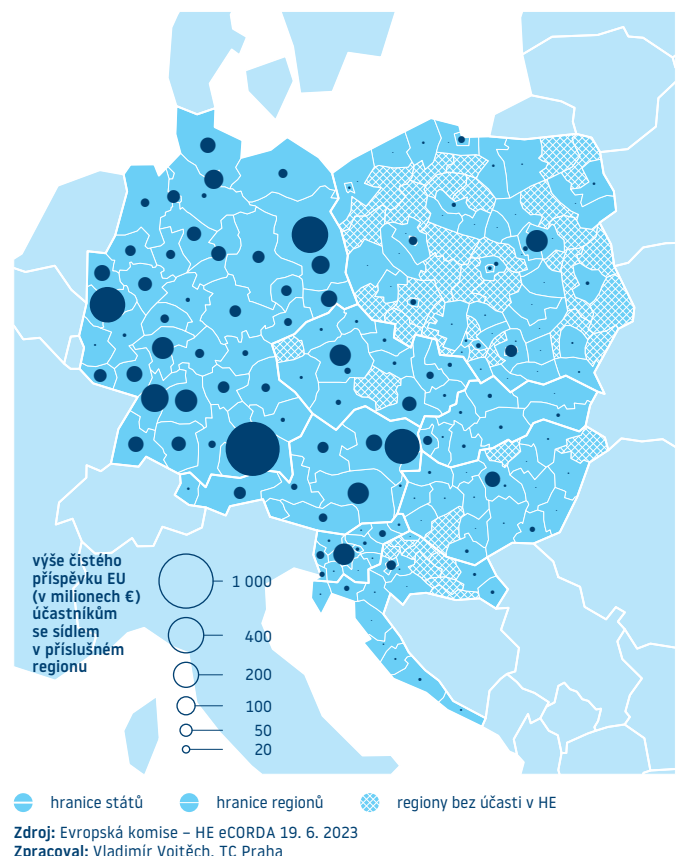 výše čistého
příspěvku EU
(v milionech €)
účastníkům
se sídlem
v příslušném
regionu
1 000
400
200
100
50
20
hranice států
hranice regionů
regiony bez účasti v HE
Zdroj: Evropská komise – HE eCORDA 19. 6. 2023
Zpracoval: Vladimír Vojtěch, TC Praha